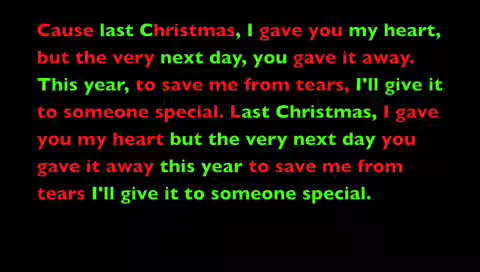 Cause last Christmas, I gave you my heart,
but the very next day, you gave it away.
This year, to save me from tears, I'll give it
to someone special. Last Christmas, I gave
you my heart but the very next day you
gave it away this year to save me from
tears I'll give it to someone special.